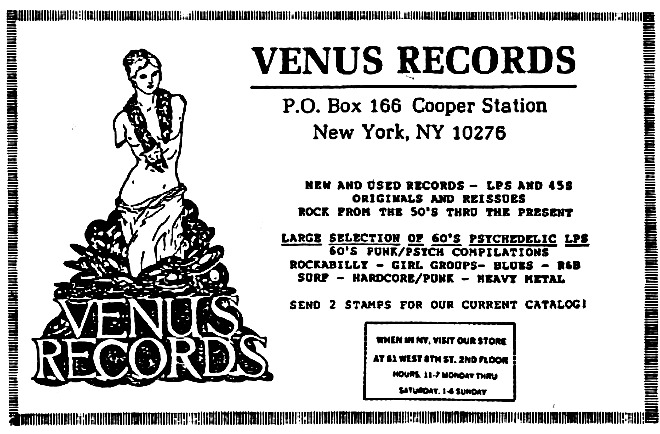 VENUS RECORDS
P.O. Box 166 Cooper Station
New York, NY 10276
NEW AND USED RECORDS - LPS AND 45S
ORIGINALS AND REISSUES
ROCK FROM THE 50'S THRU THE PRESENT
LARGE SELECTION OF 60'S PSYCHEDELIC LPS
60'S PUNK/PSYCH COMPILATIONS
ROCKABILLY - GIRL GROUPS- BLUES - R&B
SURF - HARDCORE/PUNK - HEAVY METAL
SEND 2 STAMPS FOR OUR CURRENT CATALOG!
VENUS
RECORDS
WHEN IN NY, VISIT OUR STORE
AT 61 WEST 8TH ST. 2ND FLOOR
HOURS, 11-7 MONDAY THRU
SATURDAY, 1-6 SUNDAY